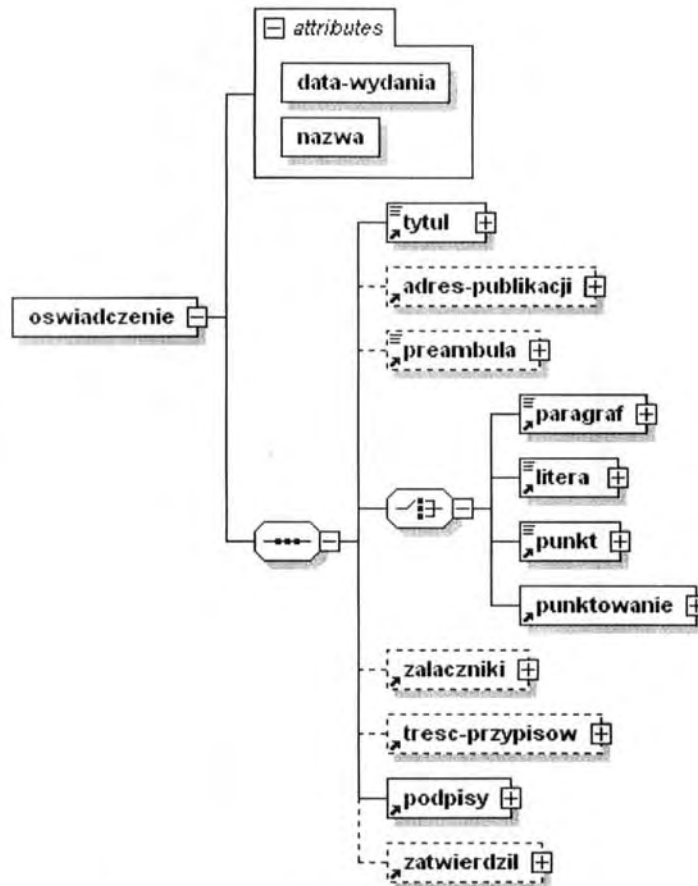 attributes
data-wydania
nazwa
tytul
adres-publikacji
oswiadczenie
preambula
paragraf
litera
punkt
punktowanie
zalaczniki
tresc-przypisow
podpisy
zatwierdzil